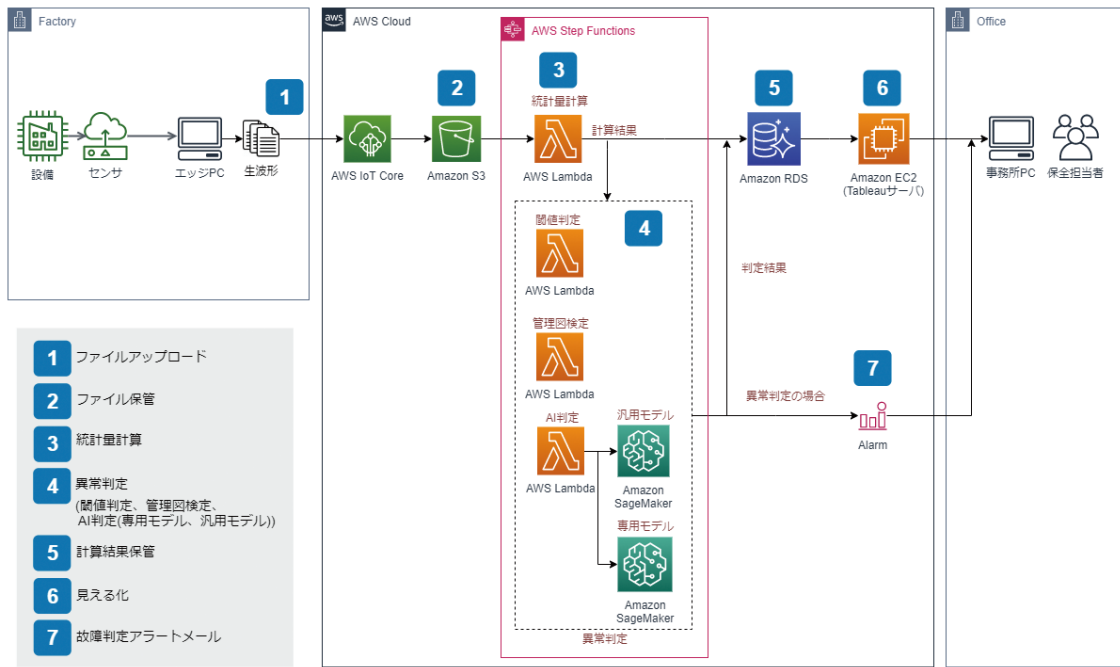 Factory
aws
AWS Cloud
AWS Step Functions
Office
1
2
3
5
6
統計量計算
計算結果
設備
センサ
エッジPC
生波形
AWS IoT Core
Amazon S3
AWS Lambda
Amazon RDS
Amazon EC2
(Tableauサーバ)
事務所PC
保全担当者
4
閾値判定
AWS Lambda
判定結果
管理図検定
AWS Lambda
7
異常判定の場合
Alarm
AI判定
汎用モデル
AWS Lambda
Amazon
SageMaker
専用モデル
Amazon
SageMaker
異常判定
1 ファイルアップロード
2 ファイル保管
3 統計量計算
4 異常判定
(閾値判定、管理図検定、
AI判定(専用モデル、汎用モデル))
5 計算結果保管
6 見える化
7 故障判定アラートメール